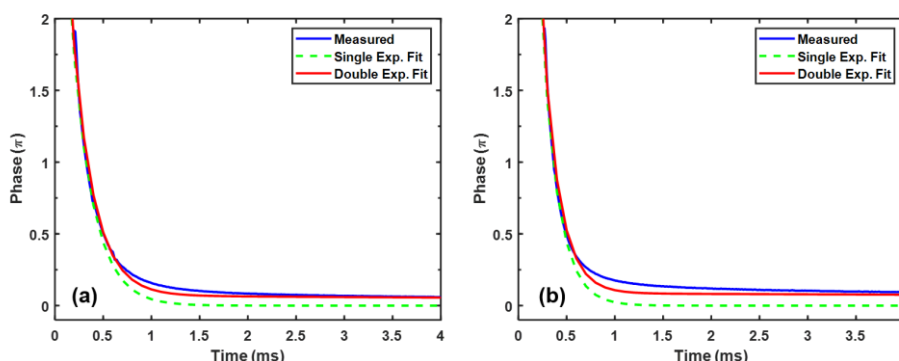 2
1.5
1
0.5
0
Phase (π)
Measured
Single Exp. Fit
Double Exp. Fit
(a)
0 0.5 1 1.5 2 2.5 3 3.5 4
Time (ms)
2
1.5
1
0.5
0
Phase (π)
Measured
Single Exp. Fit
Double Exp. Fit
(b)
0 0.5 1 1.5 2 2.5 3 3.5
Time (ms)